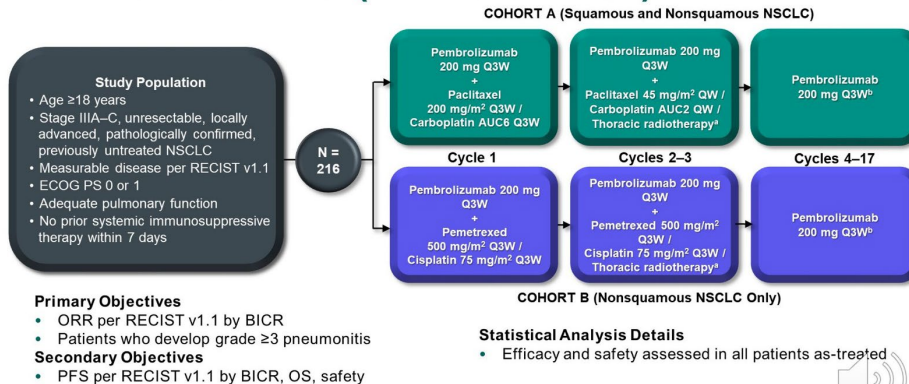 COHORT A (Squamous and Nonsquamous NSCLC)
Study Population
• Age ≥18 years
• Stage IIIA–C, unresectable, locally
advanced, pathologically confirmed,
previously untreated NSCLC
• Measurable disease per RECIST v1.1
• ECOG PS 0 or 1
• Adequate pulmonary function
• No prior systemic immunosuppressive
therapy within 7 days
N =
216
Pembrolizumab
200 mg Q3W
+
Paclitaxel
200 mg/m² Q3W /
Carboplatin AUC6 Q3W
Pembrolizumab 200 mg
Q3W
+
Paclitaxel 45 mg/m² QW /
Carboplatin AUC2 QW /
Thoracic radiotherapyᵃ
Pembrolizumab
200 mg Q3Wᵇ
Cycle 1
Cycles 2–3
Cycles 4–17
Pembrolizumab 200 mg
Q3W
+
Pemetrexed
500 mg/m² Q3W /
Cisplatin 75 mg/m² Q3W
Pembrolizumab 200 mg
Q3W
+
Pemetrexed 500 mg/m²
Q3W /
Cisplatin 75 mg/m² Q3W /
Thoracic radiotherapyᵃ
Pembrolizumab
200 mg Q3Wᵇ
COHORT B (Nonsquamous NSCLC Only)
Primary Objectives
• ORR per RECIST v1.1 by BICR
• Patients who develop grade ≥3 pneumonitis
Secondary Objectives
• PFS per RECIST v1.1 by BICR, OS, safety
Statistical Analysis Details
• Efficacy and safety assessed in all patients as-treated